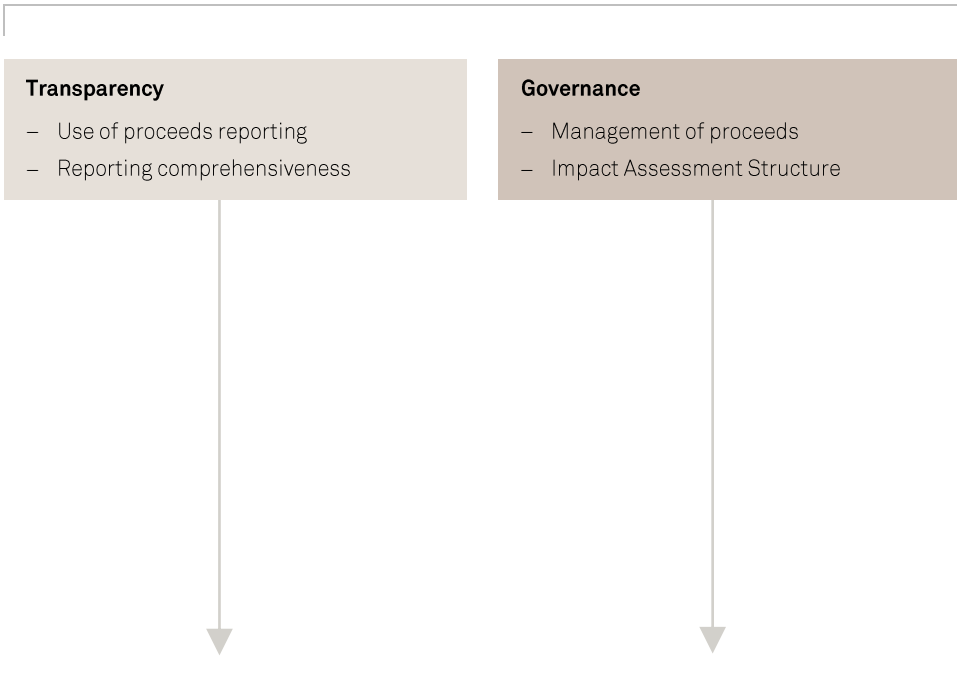 Transparency
– Use of proceeds reporting
– Reporting comprehensiveness
Governance
– Management of proceeds
– Impact Assessment Structure